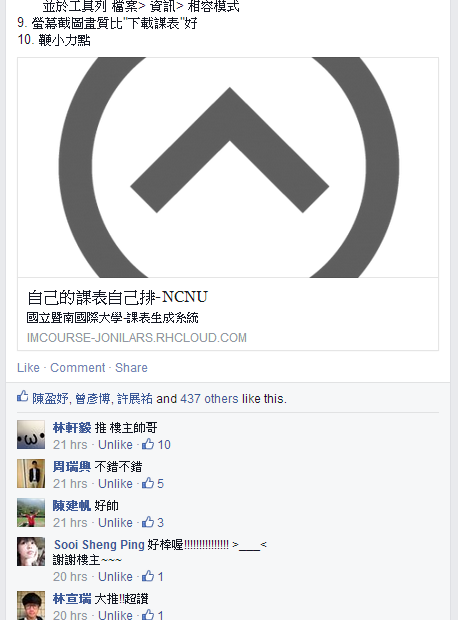 並於工具列 檔案> 資訊> 相容模式
9. 螢幕截圖畫質比"下載課表"好
10. 鞭小力點
自己的課表自己排-NCNU
國立暨南國際大學-課表生成系統
IMCOURSE-JONILARS.RHCLOUD.COM
Like · Comment · Share
陳盈妤, 曾彥博, 許展祐 and 437 others like this.
林軒毅 推 樓主帥哥
21 hrs · Unlike · 10
周瑞興 不錯不錯
21 hrs · Unlike · 5
陳建帆 好帥
21 hrs · Unlike · 3
Sooi Sheng Ping 好棒喔!!!!!!!!!!!!!!! >___<
謝謝樓主~~~
20 hrs · Unlike · 1
林宣瑞 大推!!超讚
20 hrs · Unlike · 1